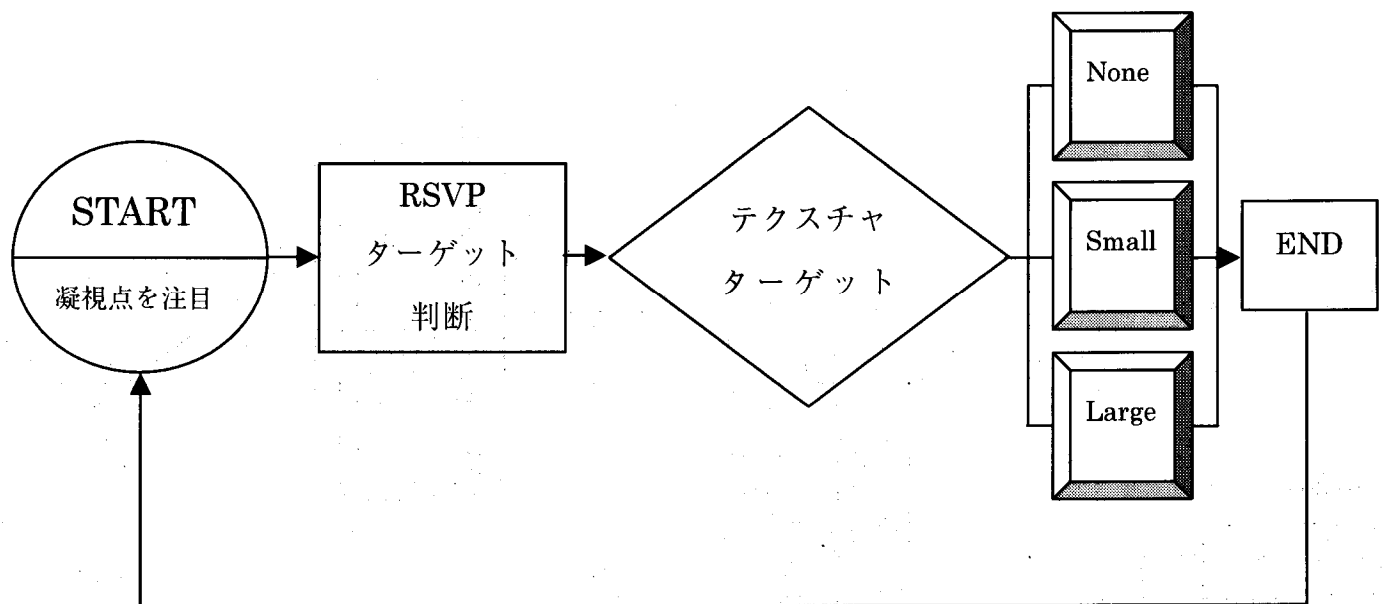 START
凝視点を注目
RSVP
ターゲット
判断
テクスチャ
ターゲット
None
Small
Large
END